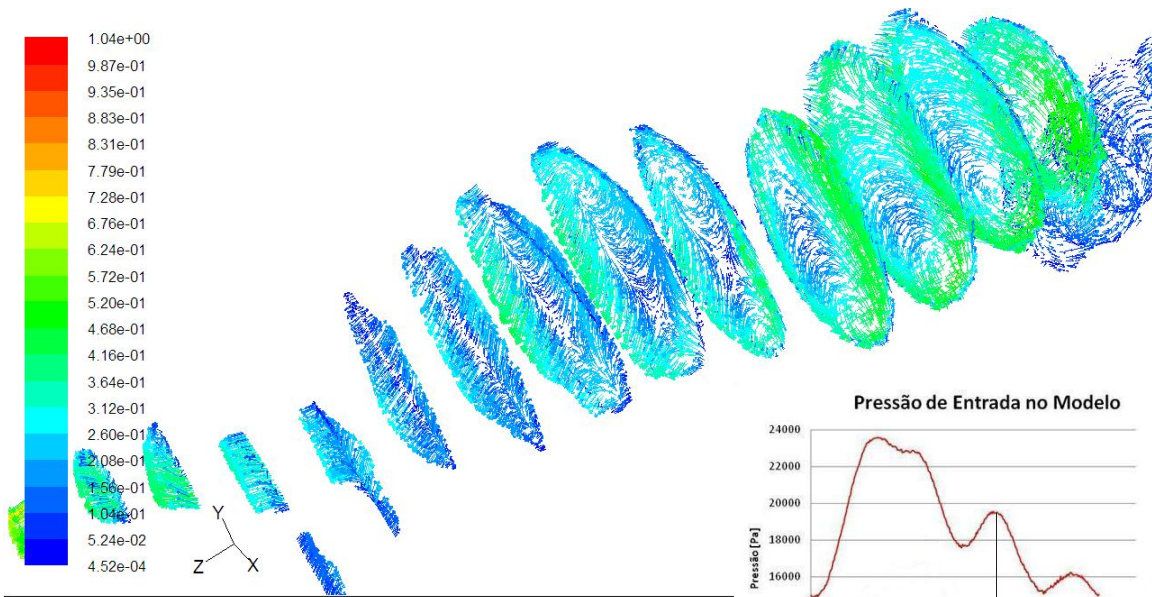 1.04e+00
9.87e-01
9.35e-01
8.83e-01
8.31e-01
7.79e-01
7.28e-01
6.76e-01
6.24e-01
5.72e-01
5.20e-01
4.68e-01
4.16e-01
3.64e-01
3.12e-01
2.60e-01
2.08e-01
1.56e-01
1.04e-01
5.24e-02
4.52e-04
Y
Z
X
Pressão de Entrada no Modelo
Pressão [Pa]
24000
22000
20000
18000
16000